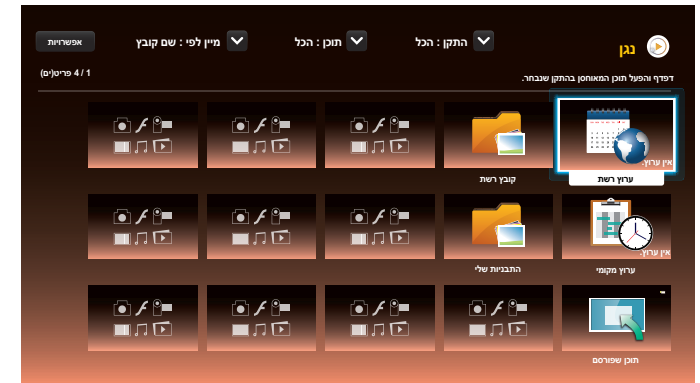 נגן
התקן : הכל
תוכן : הכל
מיין לפי : שם קובץ
אפשרויות
דפדף והפעל תוכן המאוחסן בהתקן שנבחר.
1 / 4 פריט(ים)
אין ערוץ.
ערוץ רשת
קובץ רשת
אין ערוץ.
ערוץ מקומי
התבניות שלי
תוכן שפורסם